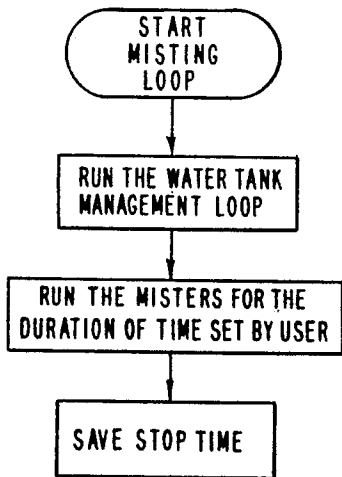 START
MISTING
LOOP
RUN THE WATER TANK
MANAGEMENT LOOP
RUN THE MISTERS FOR THE
DURATION OF TIME SET BY USER
SAVE STOP TIME